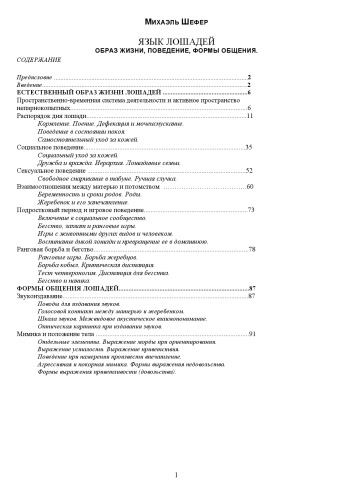 МИХАЭЛЬ ШЕФЕР
ЯЗЫК ЛОШАДЕЙ
ОБРАЗ ЖИЗНИ, ПОВЕДЕНИЕ, ФОРМЫ ОБЩЕНИЯ.
СОДЕРЖАНИЕ
Предисловие ........ 2
Введение ........ 2
ЕСТЕСТВЕННЫЙ ОБРАЗ ЖИЗНИ ЛОШАДЕЙ ........ 6
Пространственно-временная система деятельности и активное пространство
непарнокопытных ........ 6
Распорядок дня лошади ........ 11
Кормление. Поение. Дефекация и мочеиспускание.
Поведение в состоянии покоя.
Самостоятельный уход за кожей.
Социальное поведение ........ 35
Социальный уход за кожей.
Дружба и вражда. Иерархия. Лошадиные семьи.
Сексуальное поведение ........ 52
Свободное спаривание в табуне. Ручная случка.
Взаимоотношения между матерью и потомством ........ 60
Беременность и сроки родов. Роды.
Жеребенок и его запечатление.
Подростковый период и игровое поведение ........ 73
Включение в социальное сообщество.
Бегство, захват и ранговые игры.
Игры с животными других видов и человеком.
Воспитание дикой лошади и превращение ее в домашнюю.
Ранговая борьба и бегство ........ 78
Ранговые игры. Борьба жеребцов.
Борьба кобыл. Критическая дистанция.
Тест четвероногим. Дистанция для бегства.
Бегство и паника.
ФОРМЫ ОБЩЕНИЯ ЛОШАДЕЙ ........ 87
Звукоиздавание ........ 87
Поводы для издавания звуков.
Голосовой контакт между матерью и жеребенком.
Шкала звуков. Межвидовое акустическое взаимопонимание.
Оптическая картинка при издавании звуков.
Мимика и положение тела ........ 91
Отдельные элементы. Выражение морды при ориентировании.
Выражение усталости. Выражение приветствия.
Поведение при намерении произвести впечатление.
Агрессивная и покорная мимика. Формы выражения недовольства.
Формы выражения приветливости (довольства).
1